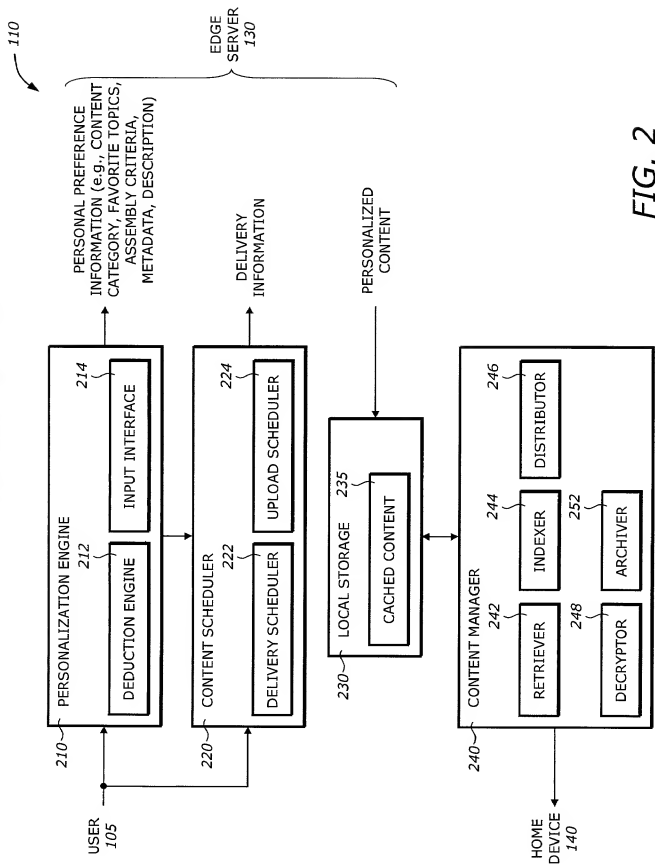 110
USER
105
210
PERSONALIZATION ENGINE
212
DEDUCTION ENGINE
214
INPUT INTERFACE
PERSONAL PREFERENCE
INFORMATION (e.g., CONTENT
CATEGORY, FAVORITE TOPICS,
ASSEMBLY CRITERIA,
METADATA, DESCRIPTION)
220
CONTENT SCHEDULER
222
DELIVERY SCHEDULER
224
UPLOAD SCHEDULER
DELIVERY
INFORMATION
EDGE
SERVER
130
230
LOCAL STORAGE
235
CACHED CONTENT
PERSONALIZED
CONTENT
240
CONTENT MANAGER
242
RETRIEVER
244
INDEXER
246
DISTRIBUTOR
248
DECRYPTOR
252
ARCHIVER
HOME
DEVICE
140
FIG. 2